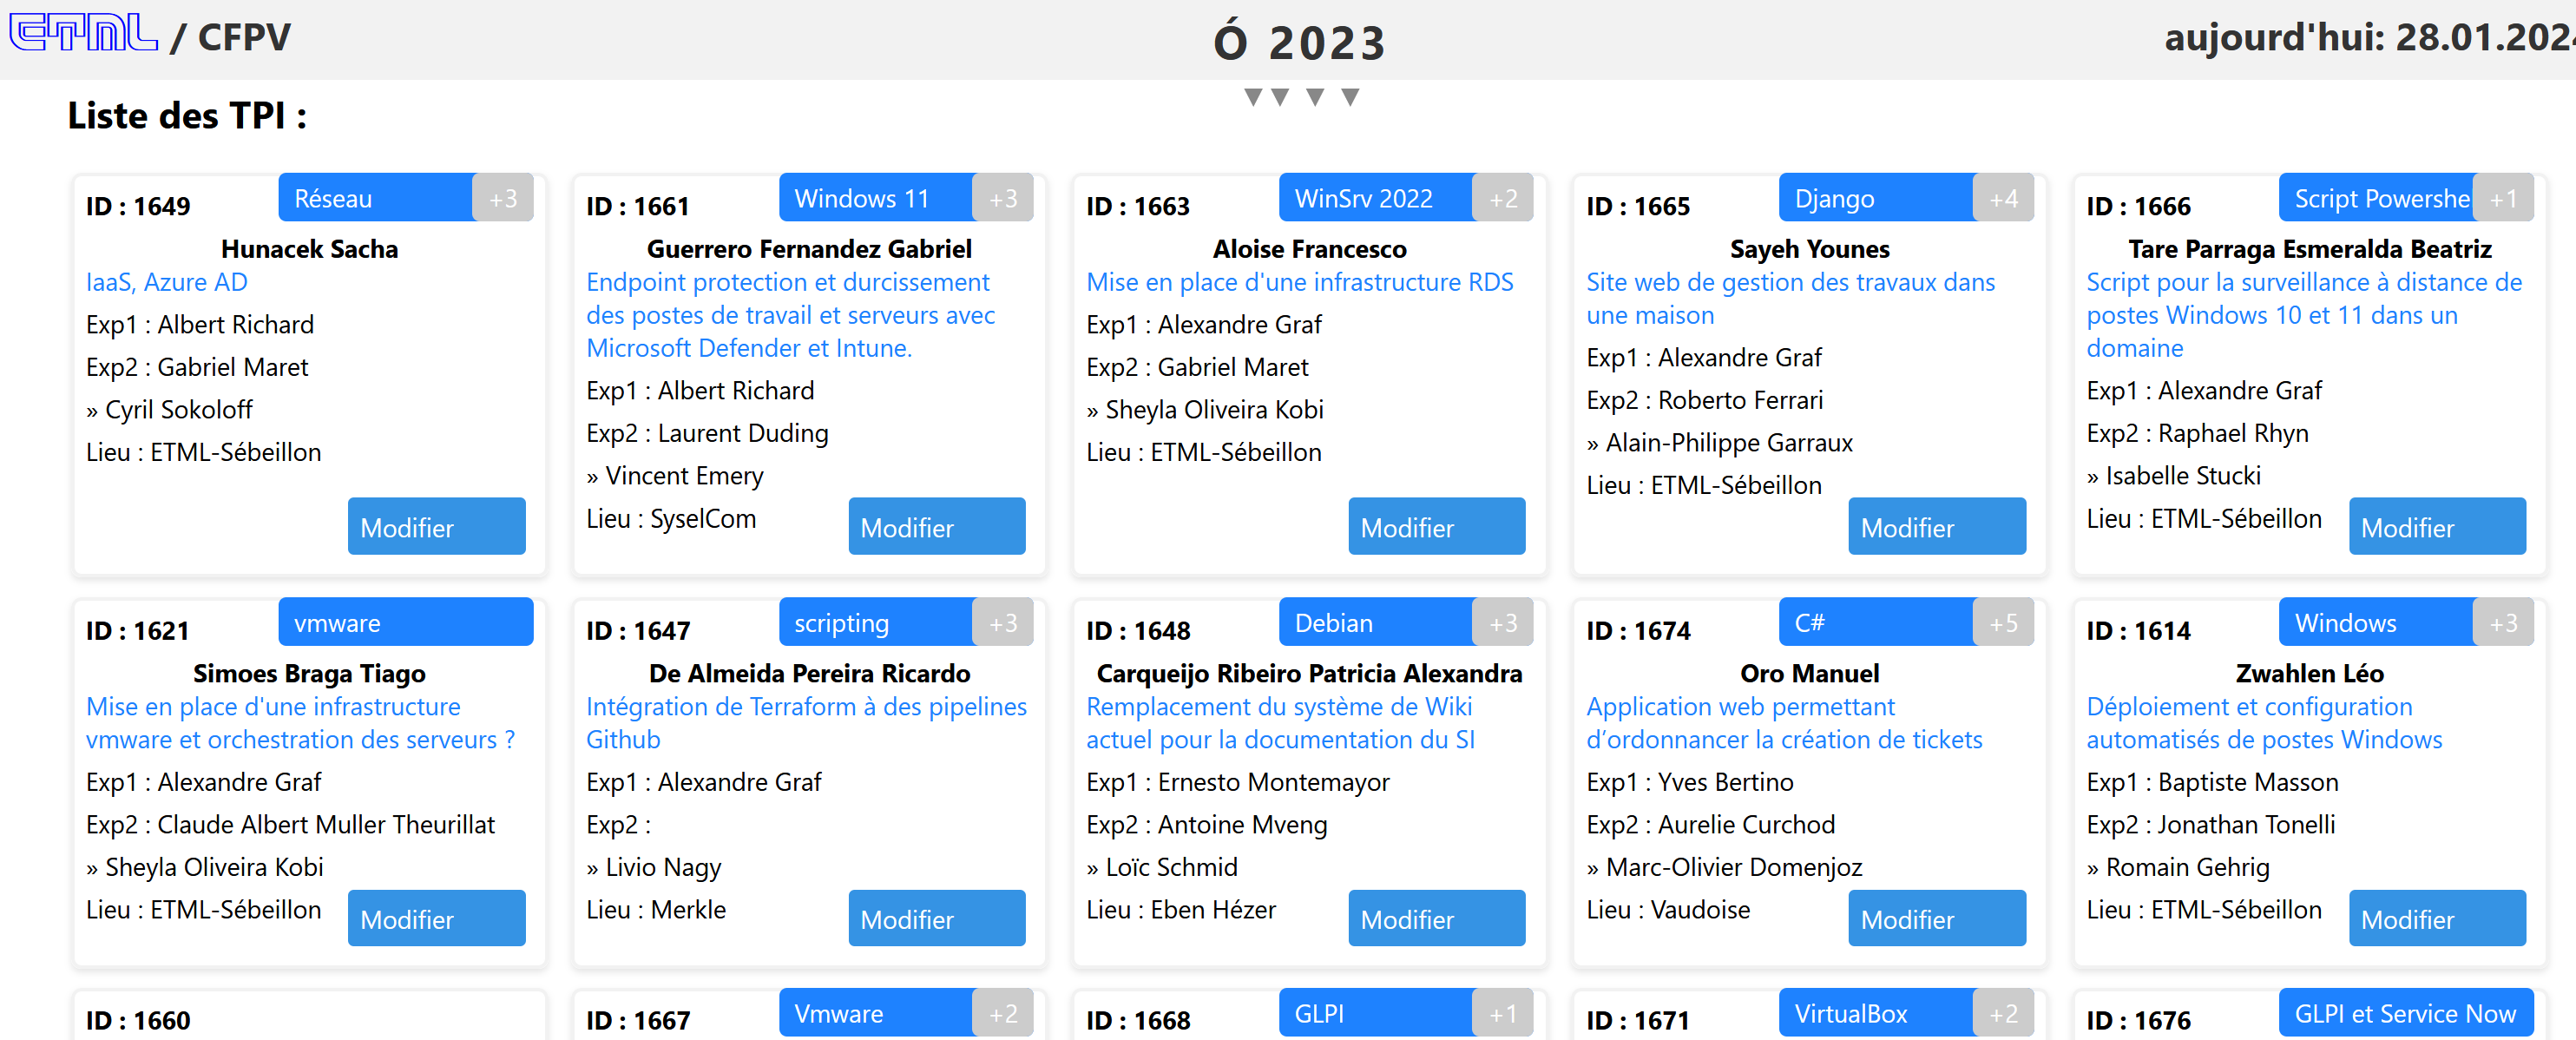 ETML / CFPV
Ó 2023
aujourd'hui: 28.01.202
Liste des TPI :
ID : 1649
Réseau
+3
Hunacek Sacha
IaaS, Azure AD
Exp1 : Albert Richard
Exp2 : Gabriel Maret
» Cyril Sokoloff
Lieu : ETML-Sébeillon
Modifier
ID : 1661
Windows 11
+3
Guerrero Fernandez Gabriel
Endpoint protection et durcissement
des postes de travail et serveurs avec
Microsoft Defender et Intune.
Exp1 : Albert Richard
Exp2 : Laurent Duding
» Vincent Emery
Lieu : SyselCom
Modifier
ID : 1663
WinSrv 2022
+2
Aloise Francesco
Mise en place d'une infrastructure RDS
Exp1 : Alexandre Graf
Exp2 : Gabriel Maret
» Sheyla Oliveira Kobi
Lieu : ETML-Sébeillon
Modifier
ID : 1665
Django
+4
Sayeh Younes
Site web de gestion des travaux dans
une maison
Exp1 : Alexandre Graf
Exp2 : Roberto Ferrari
» Alain-Philippe Garraux
Lieu : ETML-Sébeillon
Modifier
ID : 1666
Script Powershe
+1
Tare Parraga Esmeralda Beatriz
Script pour la surveillance à distance de
postes Windows 10 et 11 dans un
domaine
Exp1 : Alexandre Graf
Exp2 : Raphael Rhyn
» Isabelle Stucki
Lieu : ETML-Sébeillon
Modifier
ID : 1621
vmware
Simoes Braga Tiago
Mise en place d'une infrastructure
vmware et orchestration des serveurs ?
Exp1 : Alexandre Graf
Exp2 : Claude Albert Muller Theurillat
» Sheyla Oliveira Kobi
Lieu : ETML-Sébeillon
Modifier
ID : 1647
scripting
+3
De Almeida Pereira Ricardo
Intégration de Terraform à des pipelines
Github
Exp1 : Alexandre Graf
Exp2 :
» Livio Nagy
Lieu : Merkle
Modifier
ID : 1648
Debian
+3
Carqueijo Ribeiro Patricia Alexandra
Remplacement du système de Wiki
actuel pour la documentation du SI
Exp1 : Ernesto Montemayor
Exp2 : Antoine Mveng
» Loïc Schmid
Lieu : Eben Hézer
Modifier
ID : 1674
C#
+5
Oro Manuel
Application web permettant
d’ordonnancer la création de tickets
Exp1 : Yves Bertino
Exp2 : Aurelie Curchod
» Marc-Olivier Domenjoz
Lieu : Vaudoise
Modifier
ID : 1614
Windows
+3
Zwahlen Léo
Déploiement et configuration
automatisés de postes Windows
Exp1 : Baptiste Masson
Exp2 : Jonathan Tonelli
» Romain Gehrig
Lieu : ETML-Sébeillon
Modifier
ID : 1660
ID : 1667
Vmware
+2
ID : 1668
GLPI
+1
ID : 1671
VirtualBox
+2
ID : 1676
GLPI et Service Now